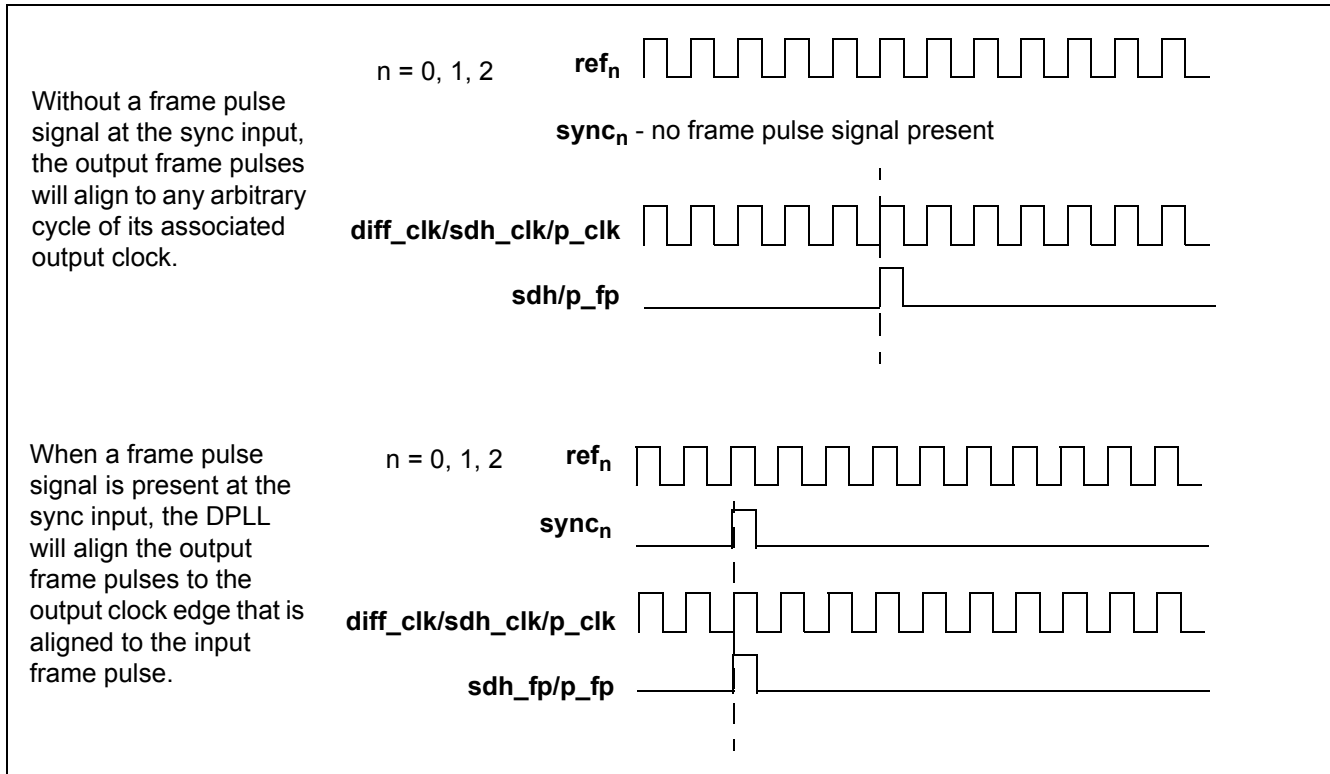 n = 0, 1, 2
refn
Without a frame pulse
signal at the sync input,
the output frame pulses
will align to any arbitrary
cycle of its associated
output clock.
syncn - no frame pulse signal present
diff_clk/sdh_clk/p_clk
sdh/p_fp
When a frame pulse
signal is present at the
sync input, the DPLL
will align the output
frame pulses to the
output clock edge that is
aligned to the input
frame pulse.
n = 0, 1, 2
refn
syncn
diff_clk/sdh_clk/p_clk
sdh_fp/p_fp